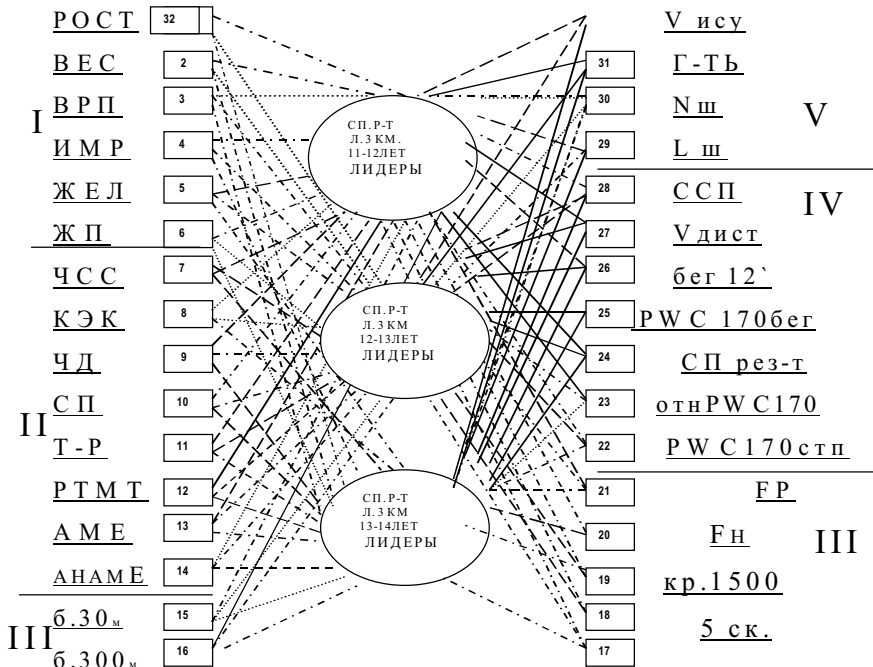 РОСТ 32
ВЕС 2
ВРП 3
I
ИМР 4
ЖЕЛ 5
ЖП 6
ЧСС 7
КЭК 8
ЧД 9
СП 10
II
Т-Р 11
РТМТ 12
АМЕ 13
АНАМЕ 14
III
б.30м 15
б.300м 16
СП.Р-Т
Л.3 КМ.
11-12ЛЕТ
ЛИДЕРЫ
СП.Р-Т
Л.3 КМ
12-13ЛЕТ
ЛИДЕРЫ
СП.Р-Т
Л.3 КМ
13-14ЛЕТ
ЛИДЕРЫ
V ису
31 Г-ТЬ
30 Nш
V
29 L ш
28 ССП
IV
27 Vдист
26 бег 12`
25 PWC 170бег
24 СП рез-т
23 отнPWC170
22 PWC170стп
21 FP
20 Fн
III
19 кр.1500
18 5 ск.
17